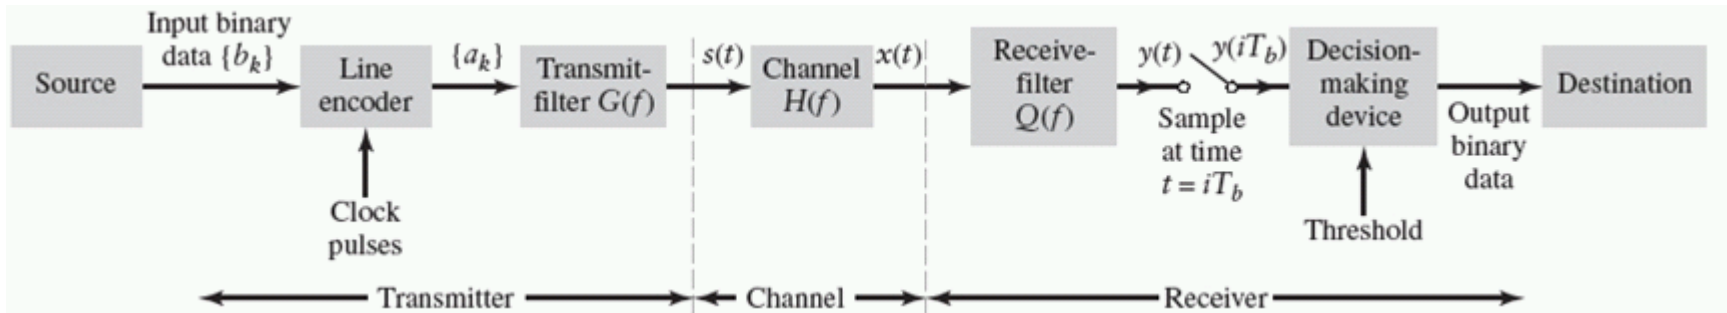 Source
Input binary
data {b_k}
Line
encoder
Clock
pulses
{a_k}
Transmit-
filter G(f)
s(t)
Channel
H(f)
x(t)
Receive-
filter
Q(f)
y(t)
y(iT_b)
Sample
at time
t = iT_b
Decision-
making
device
Threshold
Output
binary
data
Destination
Transmitter
Channel
Receiver